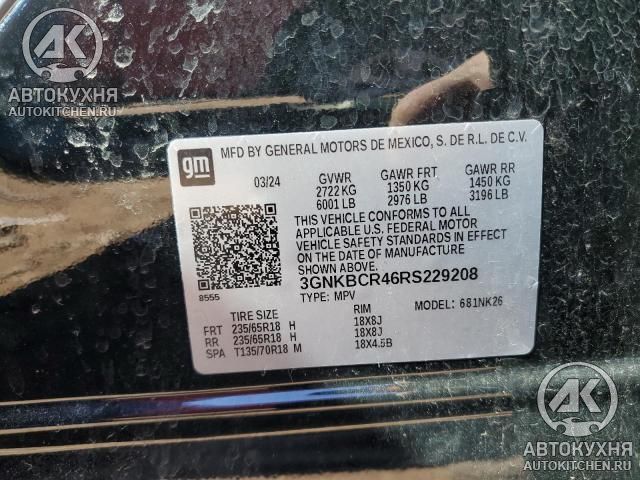 AK
АВТОКУХНЯ
AUTOKITCHEN.RU
gm
MFD BY GENERAL MOTORS DE MEXICO, S. DE R.L. DE C.V.
03/24 GVWR GAWR FRT GAWR RR
2722 KG 1350 KG 1450 KG
6001 LB 2976 LB 3196 LB
THIS VEHICLE CONFORMS TO ALL
APPLICABLE U.S. FEDERAL MOTOR
VEHICLE SAFETY STANDARDS IN EFFECT
ON THE DATE OF MANUFACTURE
SHOWN ABOVE.
3GNKBCR46RS229208
8555 TYPE: MPV MODEL: 681NK26
TIRE SIZE RIM
FRT 235/65R18 H 18X8J
RR 235/65R18 H 18X8J
SPA T135/70R18 M 18X4.5B
AK
АВТОКУХНЯ
AUTOKITCHEN.RU